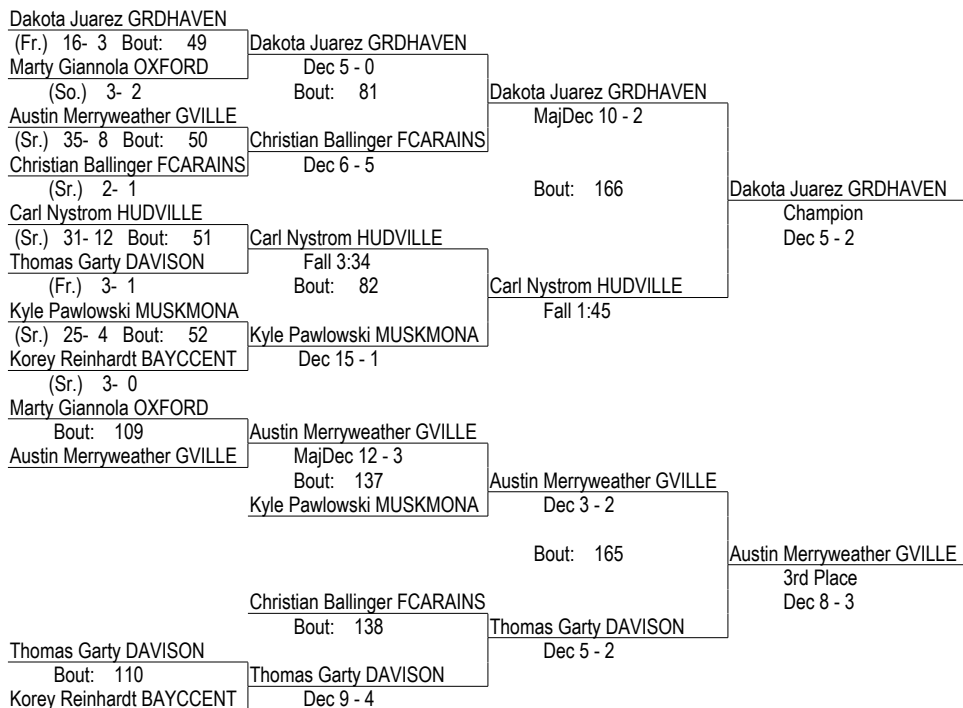 Dakota Juarez GRDHAVEN
(Fr.) 16- 3 Bout: 49
Dakota Juarez GRDHAVEN
Marty Giannola OXFORD
Dec 5 - 0
(So.) 3- 2
Bout: 81
Dakota Juarez GRDHAVEN
Austin Merryweather GVILLE
MajDec 10 - 2
(Sr.) 35- 8 Bout: 50
Christian Ballinger FCARAINS
Christian Ballinger FCARAINS
Dec 6 - 5
(Sr.) 2- 1
Bout: 166
Dakota Juarez GRDHAVEN
Carl Nystrom HUDVILLE
Champion
(Sr.) 31- 12 Bout: 51
Carl Nystrom HUDVILLE
Dec 5 - 2
Thomas Garty DAVISON
Fall 3:34
(Fr.) 3- 1
Bout: 82
Carl Nystrom HUDVILLE
Kyle Pawlowski MUSKMONA
Fall 1:45
(Sr.) 25- 4 Bout: 52
Kyle Pawlowski MUSKMONA
Korey Reinhardt BAYCCENT
Dec 15 - 1
(Sr.) 3- 0
Marty Giannola OXFORD
Bout: 109
Austin Merryweather GVILLE
Austin Merryweather GVILLE
MajDec 12 - 3
Bout: 137
Austin Merryweather GVILLE
Kyle Pawlowski MUSKMONA
Dec 3 - 2
Bout: 165
Austin Merryweather GVILLE
3rd Place
Christian Ballinger FCARAINS
Dec 8 - 3
Bout: 138
Thomas Garty DAVISON
Thomas Garty DAVISON
Dec 5 - 2
Bout: 110
Thomas Garty DAVISON
Korey Reinhardt BAYCCENT
Dec 9 - 4